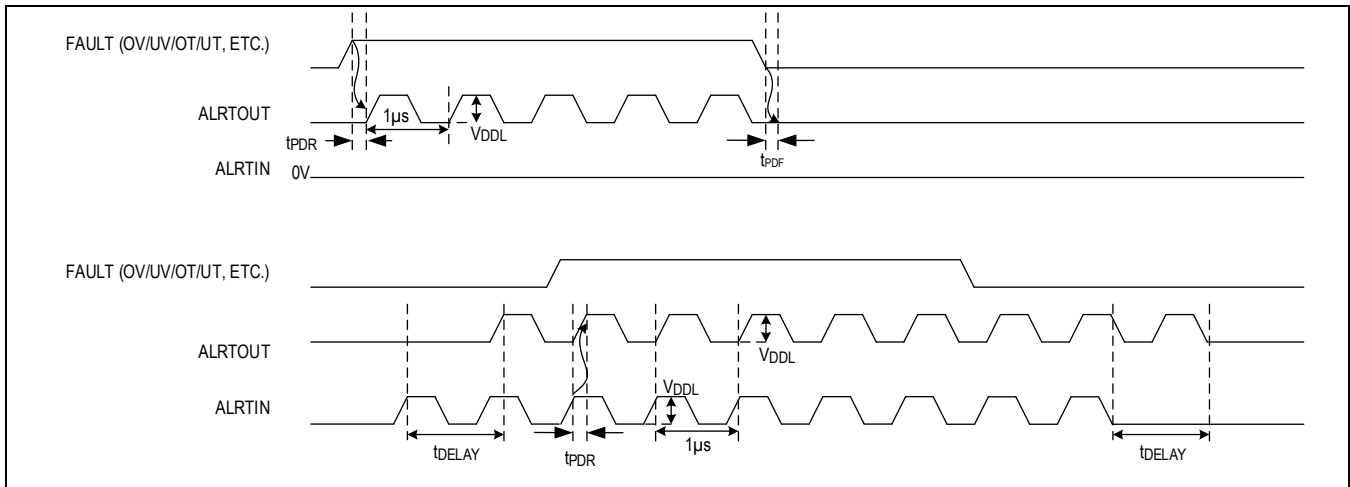 FAULT (OV/UV/OT/UT, ETC.)
ALRTOUT
1µs
VDDL
tPDR
tPDF
ALRTIN
0V
FAULT (OV/UV/OT/UT, ETC.)
ALRTOUT
VDDL
ALRTIN
VDDL
tDELAY
tPDR
1µs
tDELAY